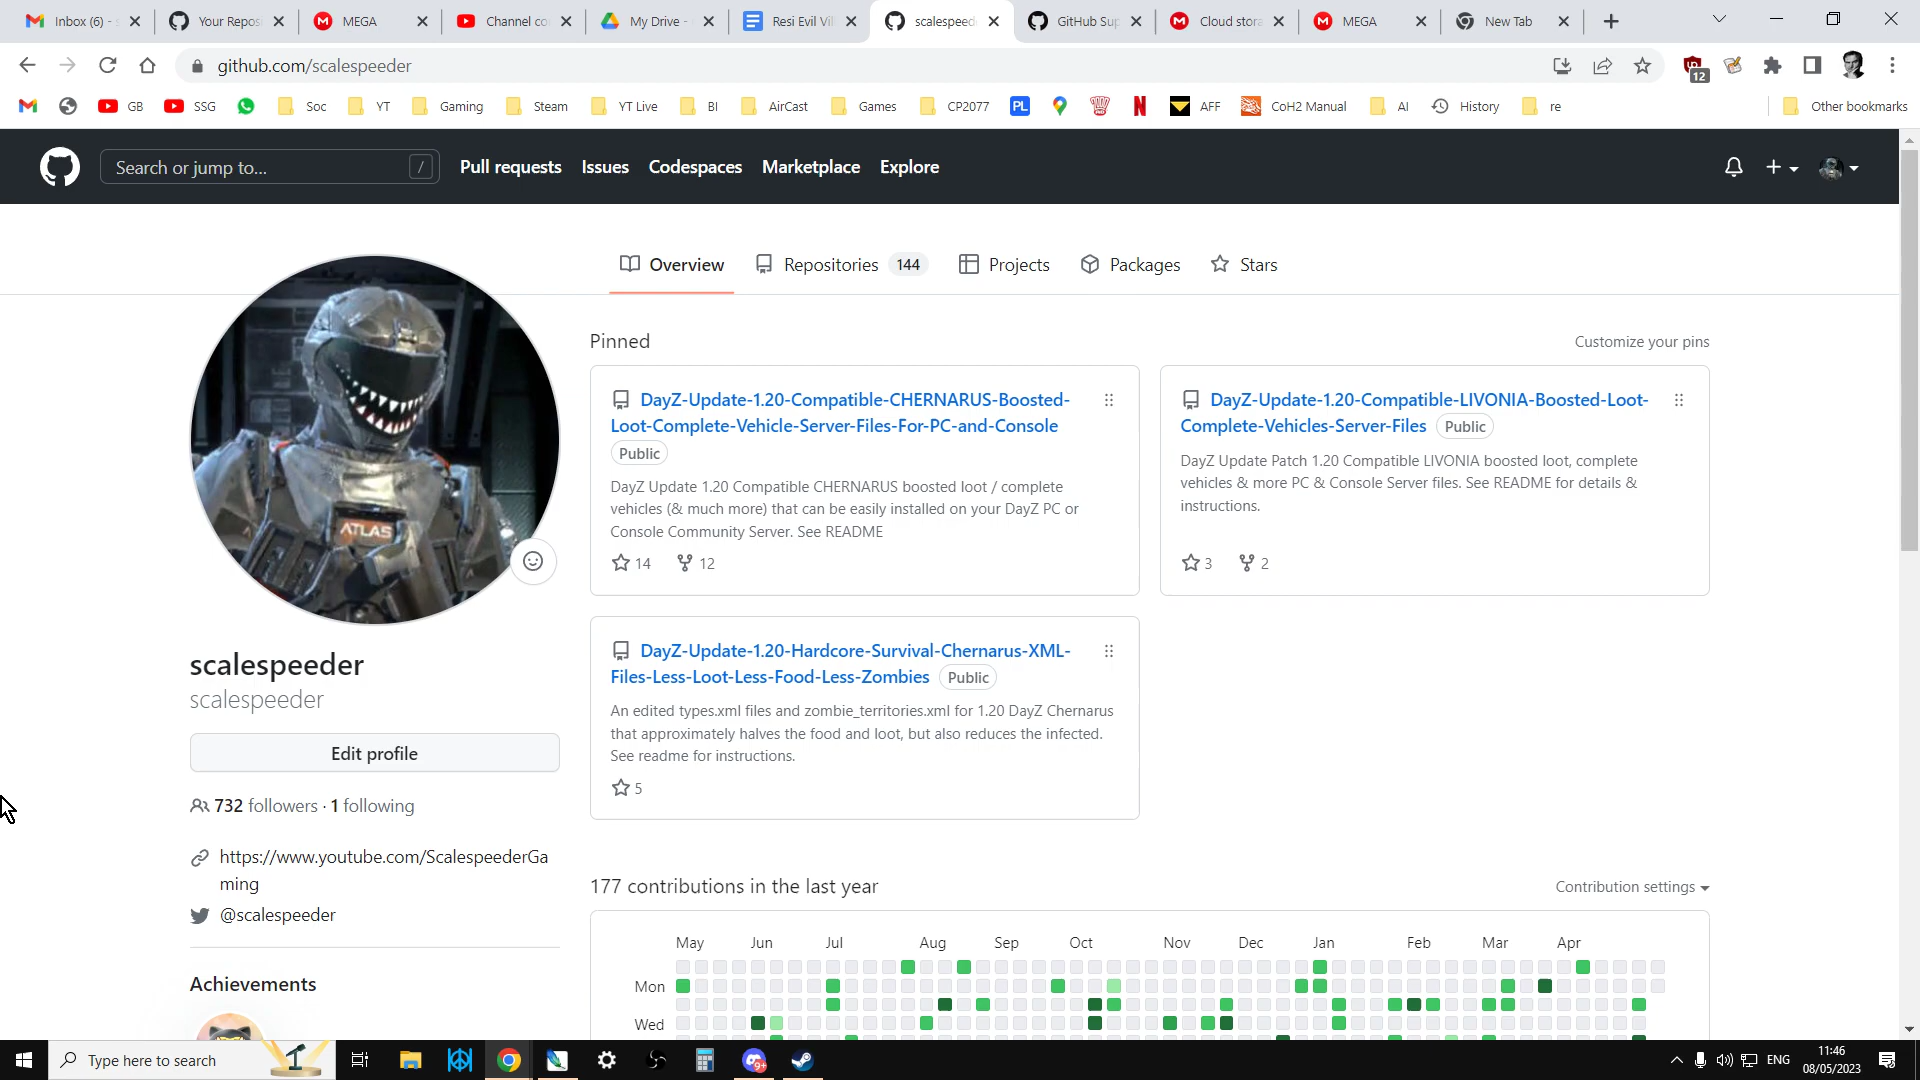 Inbox (6) - s
Your Repos
MEGA
Channel co
My Drive -
Resi Evil Vil
scalespeed
GitHub Sup
Cloud stora
MEGA
New Tab
github.com/scalespeeder
12
GB
SSG
Soc
YT
Gaming
Steam
YT Live
BI
AirCast
Games
CP2077
PL
N
AFF
CoH2 Manual
AI
History
re
Other bookmarks
Search or jump to...
/
Pull requests
Issues
Codespaces
Marketplace
Explore
Overview
Repositories 144
Projects
Packages
Stars
ATLAS
scalespeeder
scalespeeder
Edit profile
732 followers · 1 following
https://www.youtube.com/ScalespeederGa
ming
@scalespeeder
Achievements
Pinned
Customize your pins
DayZ-Update-1.20-Compatible-CHERNARUS-Boosted-
Loot-Complete-Vehicle-Server-Files-For-PC-and-Console
Public
DayZ Update 1.20 Compatible CHERNARUS boosted loot / complete
vehicles (& much more) that can be easily installed on your DayZ PC or
Console Community Server. See README
14 12
DayZ-Update-1.20-Compatible-LIVONIA-Boosted-Loot-
Complete-Vehicles-Server-Files Public
DayZ Update Patch 1.20 Compatible LIVONIA boosted loot, complete
vehicles & more PC & Console Server files. See README for details &
instructions.
3 2
DayZ-Update-1.20-Hardcore-Survival-Chernarus-XML-
Files-Less-Loot-Less-Food-Less-Zombies Public
An edited types.xml files and zombie_territories.xml for 1.20 DayZ Chernarus
that approximately halves the food and loot, but also reduces the infected.
See readme for instructions.
5
177 contributions in the last year
Contribution settings
May Jun Jul Aug Sep Oct Nov Dec Jan Feb Mar Apr
Mon
Wed
Type here to search
9+
ENG
11:46
08/05/2023